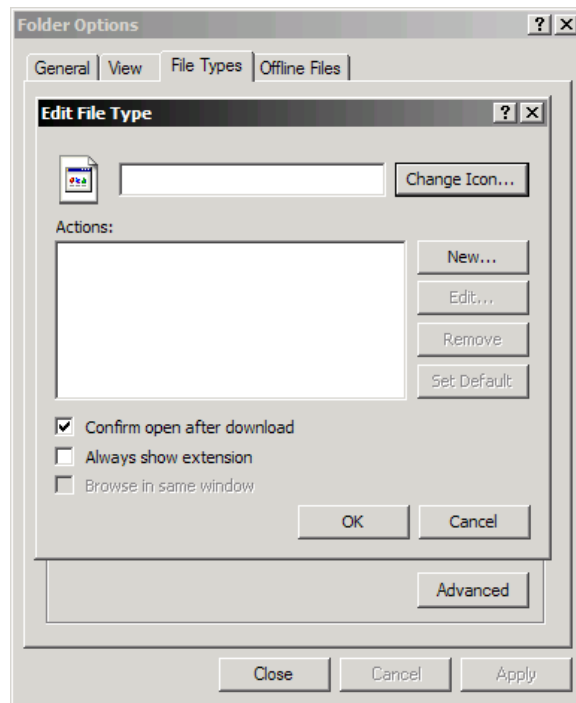 Folder Options
General View File Types Offline Files
Edit File Type
Change Icon...
Actions:
New...
Edit...
Remove
Set Default
Confirm open after download
Always show extension
Browse in same window
OK Cancel
Advanced
Close Cancel Apply